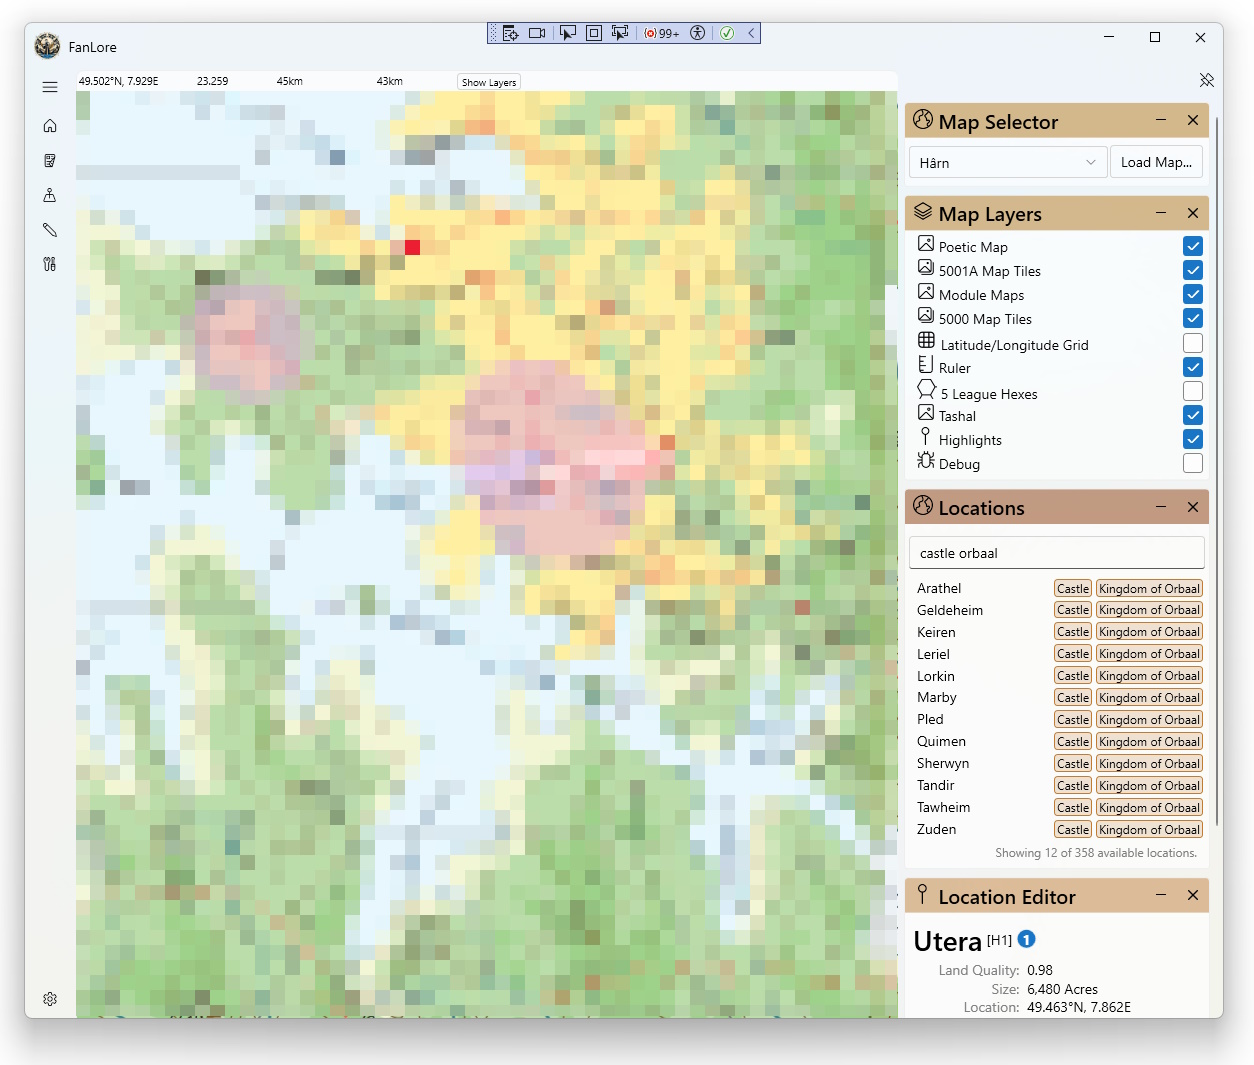 99+
FanLore
49.502°N, 7.929E 23.259 45km 43km Show Layers
Map Selector
Hârn Load Map...
Map Layers
Poetic Map
5001A Map Tiles
Module Maps
5000 Map Tiles
Latitude/Longitude Grid
Ruler
5 League Hexes
Tashal
Highlights
Debug
Locations
castle orbaal
Arathel Castle Kingdom of Orbaal
Geldeheim Castle Kingdom of Orbaal
Keiren Castle Kingdom of Orbaal
Leriel Castle Kingdom of Orbaal
Lorkin Castle Kingdom of Orbaal
Marby Castle Kingdom of Orbaal
Pled Castle Kingdom of Orbaal
Quimen Castle Kingdom of Orbaal
Sherwyn Castle Kingdom of Orbaal
Tandir Castle Kingdom of Orbaal
Tawheim Castle Kingdom of Orbaal
Zuden Castle Kingdom of Orbaal
Showing 12 of 358 available locations.
Location Editor
Utera [H1] 1
Land Quality: 0.98
Size: 6,480 Acres
Location: 49.463°N, 7.862E